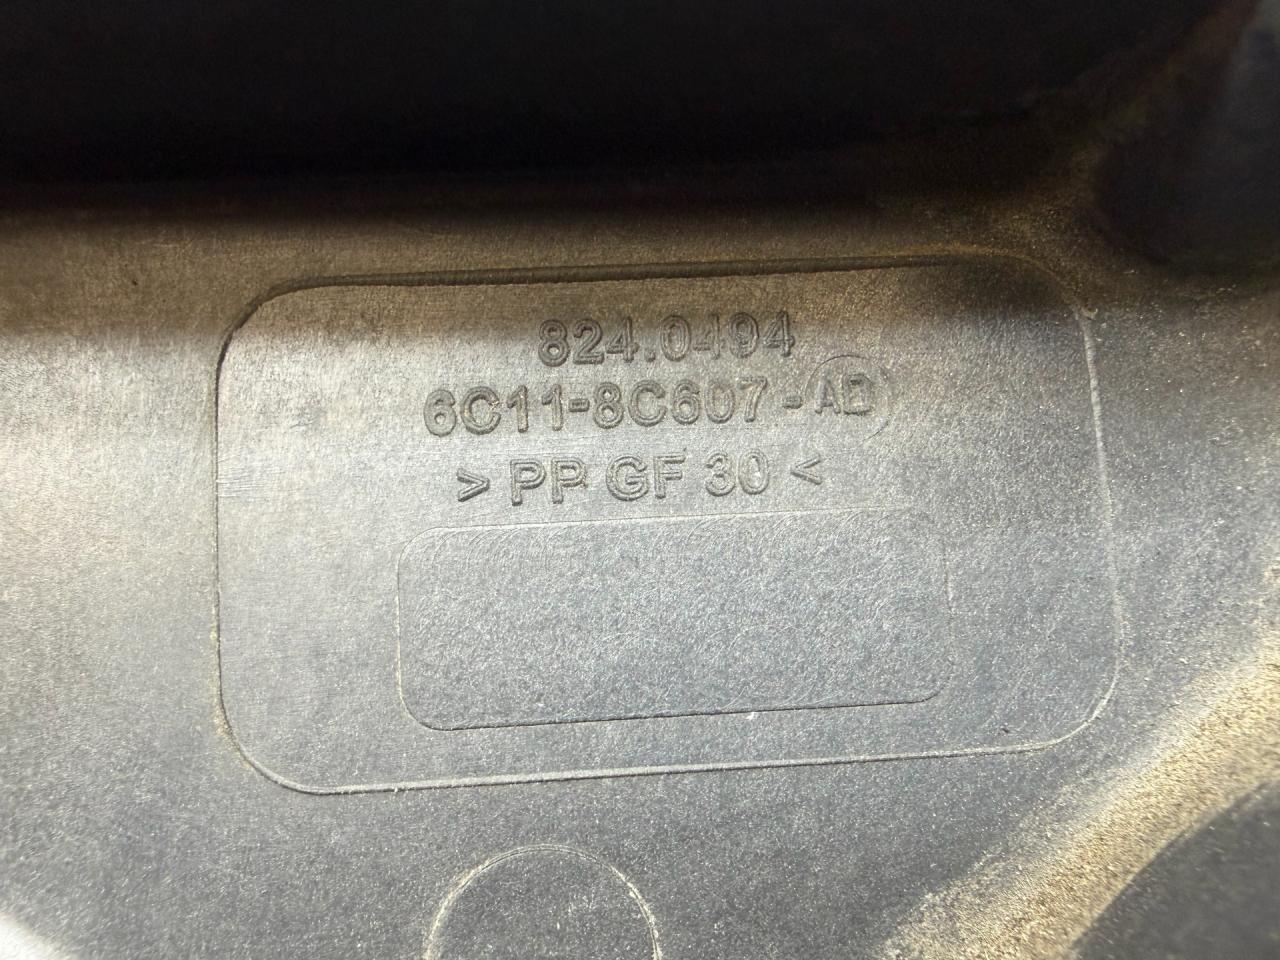 824.0494
6C11-8C607-AD
> PP GF 30 <